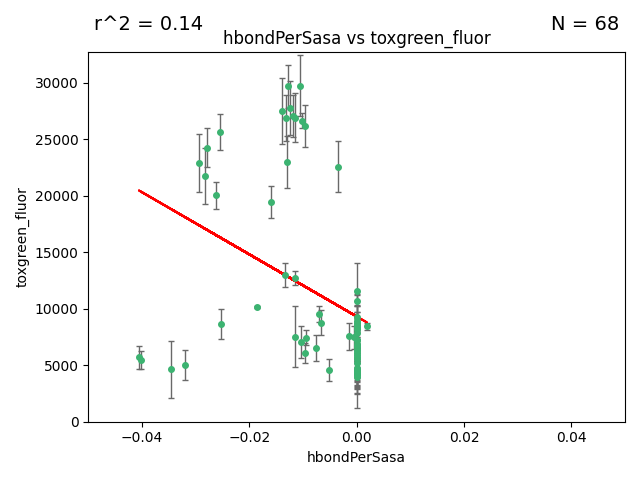 r^2 = 0.14
N = 68
hbondPerSasa vs toxgreen_fluor
30000
25000
20000
15000
10000
5000
0
toxgreen_fluor
−0.04
−0.02
0.00
0.02
0.04
hbondPerSasa